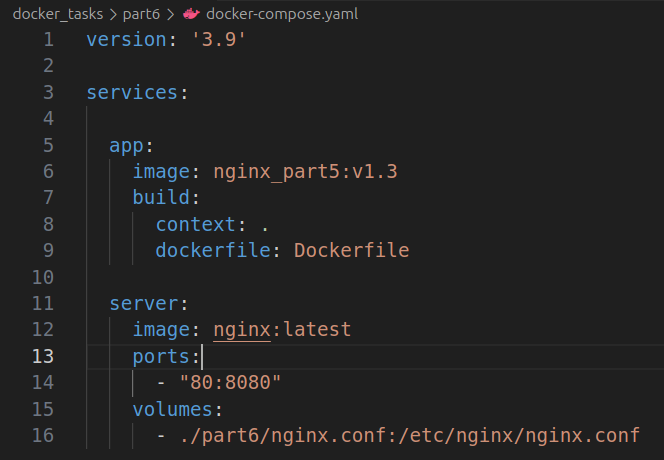 docker_tasks > part6 > docker-compose.yaml
1 version: '3.9'
2
3 services:
4
5   app:
6     image: nginx_part5:v1.3
7     build:
8       context: .
9       dockerfile: Dockerfile
10
11   server:
12     image: nginx:latest
13     ports:
14       - "80:8080"
15     volumes:
16       - ./part6/nginx.conf:/etc/nginx/nginx.conf